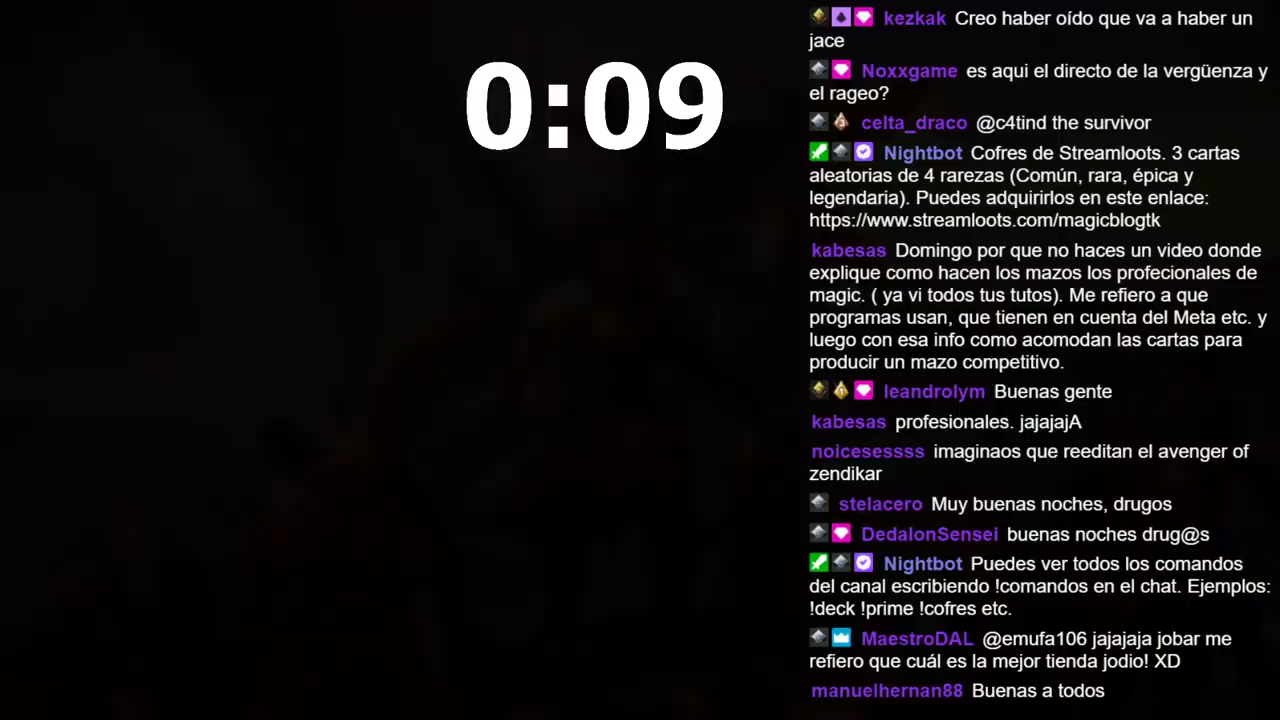 0:09
kezkak Creo haber oído que va a haber un
jace
Noxxgame es aqui el directo de la vergüenza y
el rageo?
celta_draco @c4tind the survivor
Nightbot Cofres de Streamloots. 3 cartas
aleatorias de 4 rarezas (Común, rara, épica y
legendaria). Puedes adquirirlos en este enlace:
https://www.streamloots.com/magicblogtk
kabesas Domingo por que no haces un video donde
explique como hacen los mazos los profecionales de
magic. ( ya vi todos tus tutos). Me refiero a que
programas usan, que tienen en cuenta del Meta etc. y
luego con esa info como acomodan las cartas para
producir un mazo competitivo.
leandrolym Buenas gente
kabesas profesionales. jajajajA
noicesessss imaginaos que reeditan el avenger of
zendikar
stelacero Muy buenas noches, drugos
DedalonSensei buenas noches drug@s
Nightbot Puedes ver todos los comandos
del canal escribiendo !comandos en el chat. Ejemplos:
!deck !prime !cofres etc.
MaestroDAL @emufa106 jajajaja jobar me
refiero que cuál es la mejor tienda jodio! XD
manuelhernan88 Buenas a todos